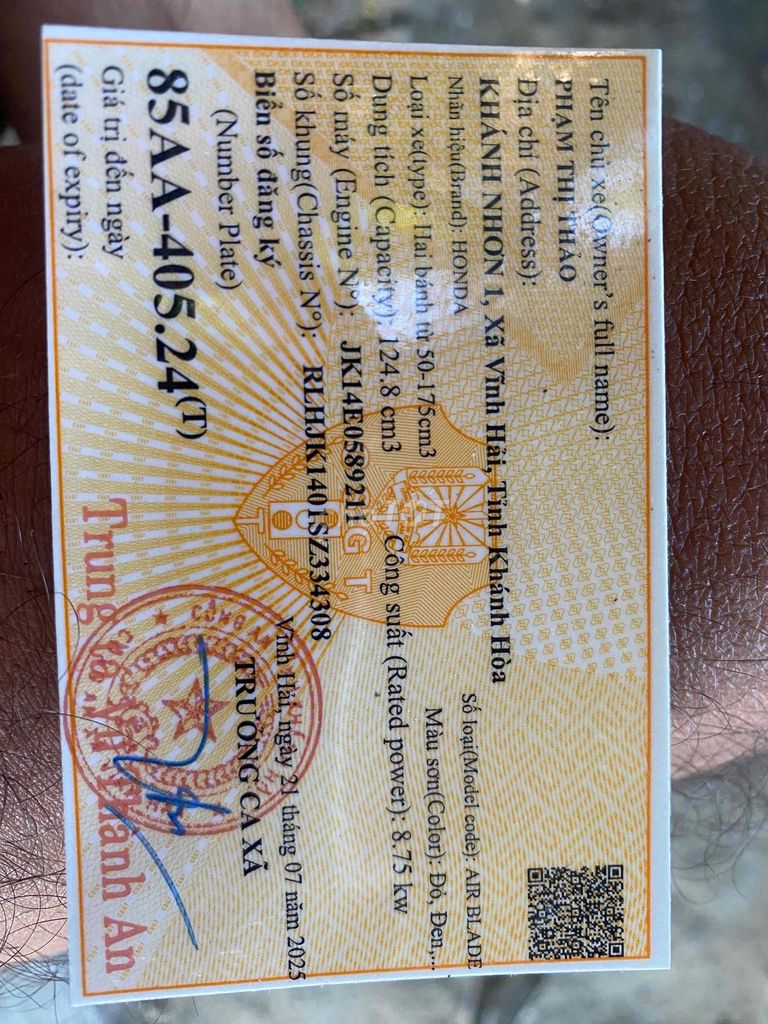 Tên chủ xe(Owner's full name):
PHẠM THỊ THẢO
Địa chỉ (Address):
KHÁNH NHƠN 1, Xã Vĩnh Hải, Tỉnh Khánh Hòa
Nhãn hiệu(Brand): HONDA Số loại(Model code): AIR BLADE
Loại xe(type): Hai bánh từ 50-175cm3 Màu sơn(Color): Đỏ, Đen,...
Dung tích (Capacity): 124.8 cm3 Công suất (Rated power): 8.75 kw
Số máy (Engine N°): JK14E0589211
Số khung(Chassis N°): RLHJK1401SZ334308
Biển số đăng ký
(Number Plate)
85AA-405.24(T)
Giá trị đến ngày
(date of expiry):
Vĩnh Hải, ngày 21 tháng 07 năm 2025
TRƯỞNG CA XÃ
CÔNG AN
Trung Thành An
CSGT